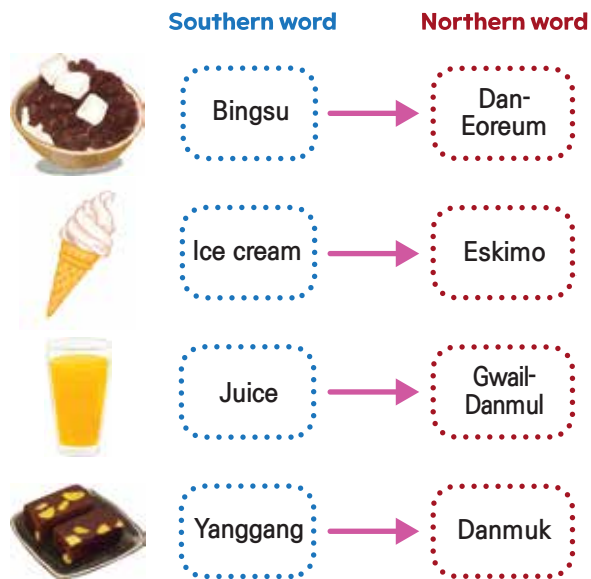 Southern word
Northern word
Bingsu
Dan-
Eoreum
Ice cream
Eskimo
Juice
Gwail-
Danmul
Yanggang
Danmuk